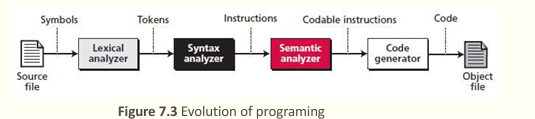 Symbols
Tokens
Instructions
Codable instructions
Code
Lexical
analyzer
Syntax
analyzer
Semantic
analyzer
Code
generator
Source
file
Object
file
Figure 7.3 Evolution of programing